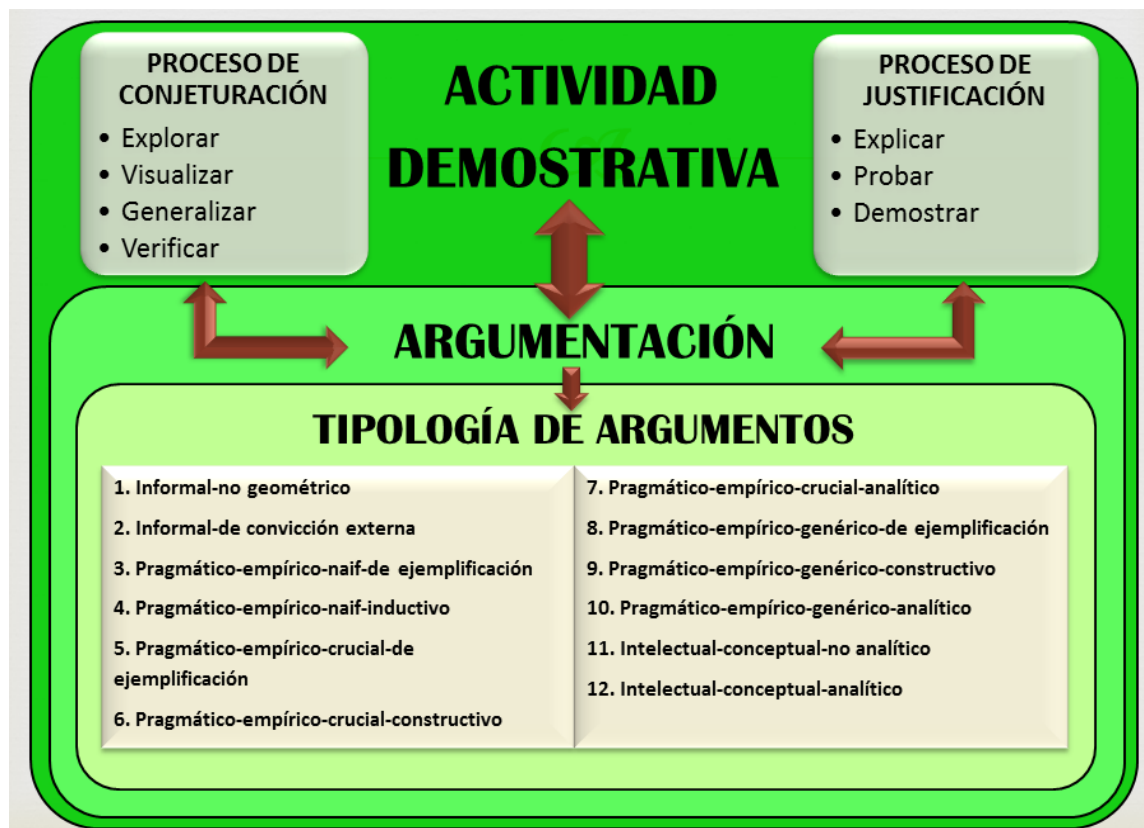 PROCESO DE
CONJETURACIÓN
• Explorar
• Visualizar
• Generalizar
• Verificar
ACTIVIDAD
DEMOSTRATIVA
PROCESO DE
JUSTIFICACIÓN
• Explicar
• Probar
• Demostrar
ARGUMENTACIÓN
TIPOLOGÍA DE ARGUMENTOS
1. Informal-no geométrico
2. Informal-de convicción externa
3. Pragmático-empírico-naif-de ejemplificación
4. Pragmático-empírico-naif-inductivo
5. Pragmático-empírico-crucial-de
ejemplificación
6. Pragmático-empírico-crucial-constructivo
7. Pragmático-empírico-crucial-analítico
8. Pragmático-empírico-genérico-de ejemplificación
9. Pragmático-empírico-genérico-constructivo
10. Pragmático-empírico-genérico-analítico
11. Intelectual-conceptual-no analítico
12. Intelectual-conceptual-analítico